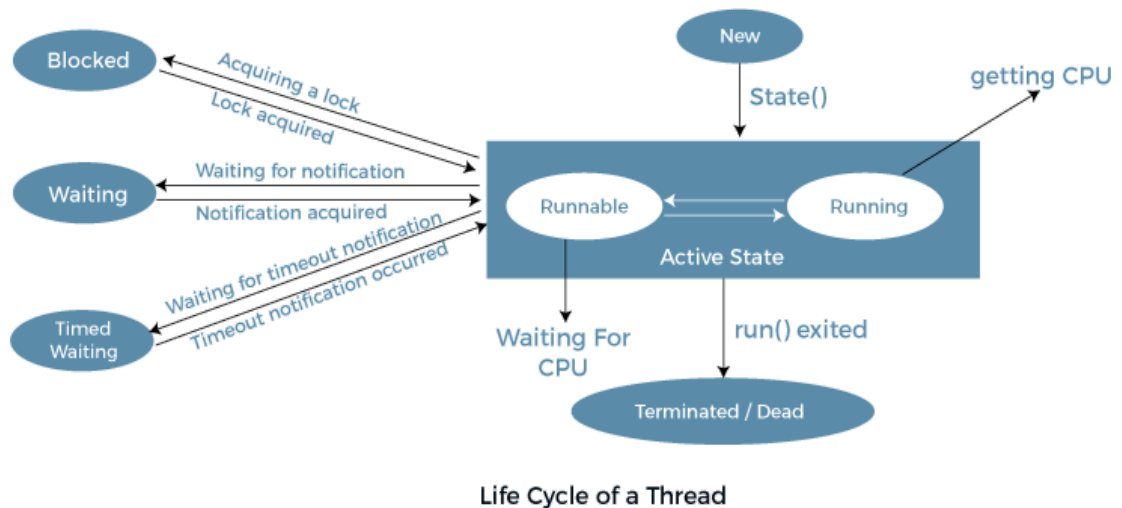 New
Blocked
Acquiring a lock
Lock acquired
State()
getting CPU
Waiting
Waiting for notification
Notification acquired
Runnable
Running
Active State
Waiting for timeout notification
Timeout notification occurred
Timed
Waiting
Waiting For
CPU
run() exited
Terminated / Dead
Life Cycle of a Thread